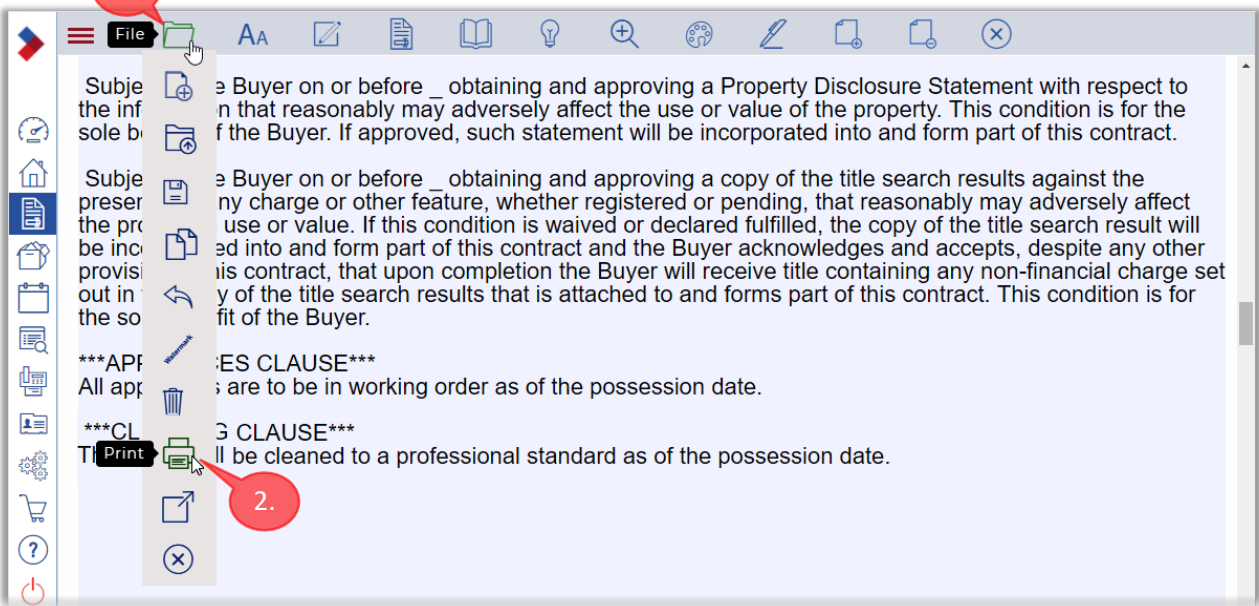 File
AA
Subje e Buyer on or before _ obtaining and approving a Property Disclosure Statement with respect to
the inf n that reasonably may adversely affect the use or value of the property. This condition is for the
sole b f the Buyer. If approved, such statement will be incorporated into and form part of this contract.
Subje e Buyer on or before _ obtaining and approving a copy of the title search results against the
preser ny charge or other feature, whether registered or pending, that reasonably may adversely affect
the pro use or value. If this condition is waived or declared fulfilled, the copy of the title search result will
be inc ed into and form part of this contract and the Buyer acknowledges and accepts, despite any other
provisi is contract, that upon completion the Buyer will receive title containing any non-financial charge set
out in y of the title search results that is attached to and forms part of this contract. This condition is for
the so fit of the Buyer.
Watermark
***APP CES CLAUSE***
All app s are to be in working order as of the possession date.
***CL G CLAUSE***
Print
Th ll be cleaned to a professional standard as of the possession date.
2.
?